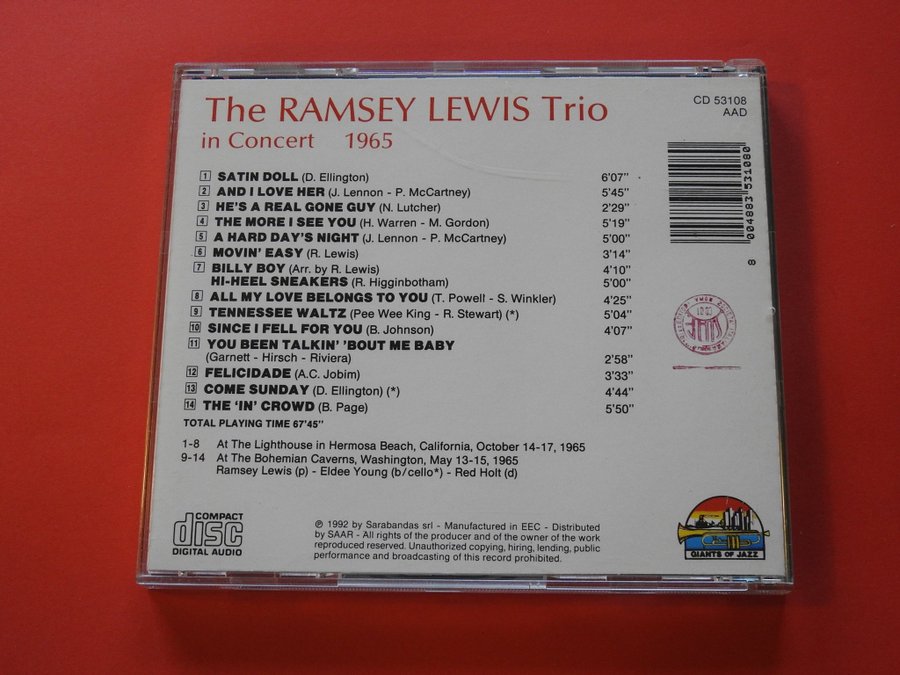 The RAMSEY LEWIS Trio
in Concert 1965
CD 53108
AAD
1 SATIN DOLL (D. Ellington) 6'07"
2 AND I LOVE HER (J. Lennon - P. McCartney) 5'45"
3 HE'S A REAL GONE GUY (N. Lutcher) 2'29"
4 THE MORE I SEE YOU (H. Warren - M. Gordon) 5'19"
5 A HARD DAY'S NIGHT (J. Lennon - P. McCartney) 5'00"
6 MOVIN' EASY (R. Lewis) 3'14"
7 BILLY BOY (Arr. by R. Lewis) 4'10"
HI-HEEL SNEAKERS (R. Higginbotham) 5'00"
8 ALL MY LOVE BELONGS TO YOU (T. Powell - S. Winkler) 4'25"
9 TENNESSEE WALTZ (Pee Wee King - R. Stewart) (*) 5'04"
10 SINCE I FELL FOR YOU (B. Johnson) 4'07"
11 YOU BEEN TALKIN' 'BOUT ME BABY
(Garnett - Hirsch - Riviera) 2'58"
12 FELICIDADE (A.C. Jobim) 3'33"
13 COME SUNDAY (D. Ellington) (*) 4'44"
14 THE 'IN' CROWD (B. Page) 5'50"
TOTAL PLAYING TIME 67'45"
1-8 At The Lighthouse in Hermosa Beach, California, October 14-17, 1965
9-14 At The Bohemian Caverns, Washington, May 13-15, 1965
Ramsey Lewis (p) - Eldee Young (b/cello*) - Red Holt (d)
8 004883 531080
COMPACT
disc
DIGITAL AUDIO
℗ 1992 by Sarabandas srl - Manufactured in EEC - Distributed
by SAAR - All rights of the producer and of the owner of the work
reproduced reserved. Unauthorized copying, hiring, lending, public
performance and broadcasting of this record prohibited.
GIANTS OF JAZZ